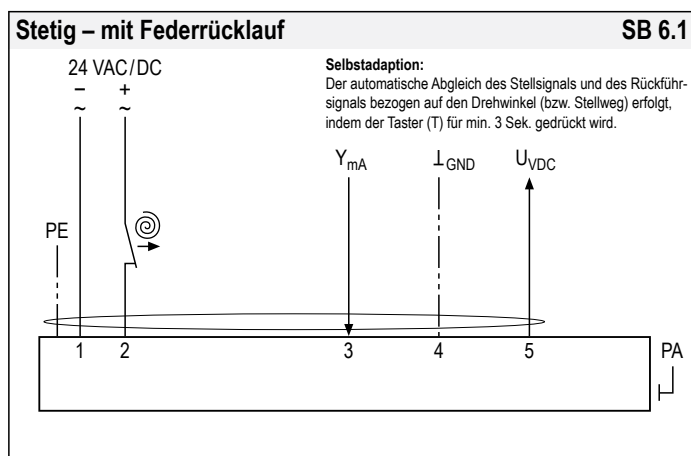 Stetig – mit Federrücklauf SB 6.1
24 VAC/DC
– +
~ ~
Selbstadaption:
Der automatische Abgleich des Stellsignals und des Rückführ-
signals bezogen auf den Drehwinkel (bzw. Stellweg) erfolgt,
indem der Taster (T) für min. 3 Sek. gedrückt wird.
YmA ⊥GND UVDC
PE
1 2 3 4 5 PA